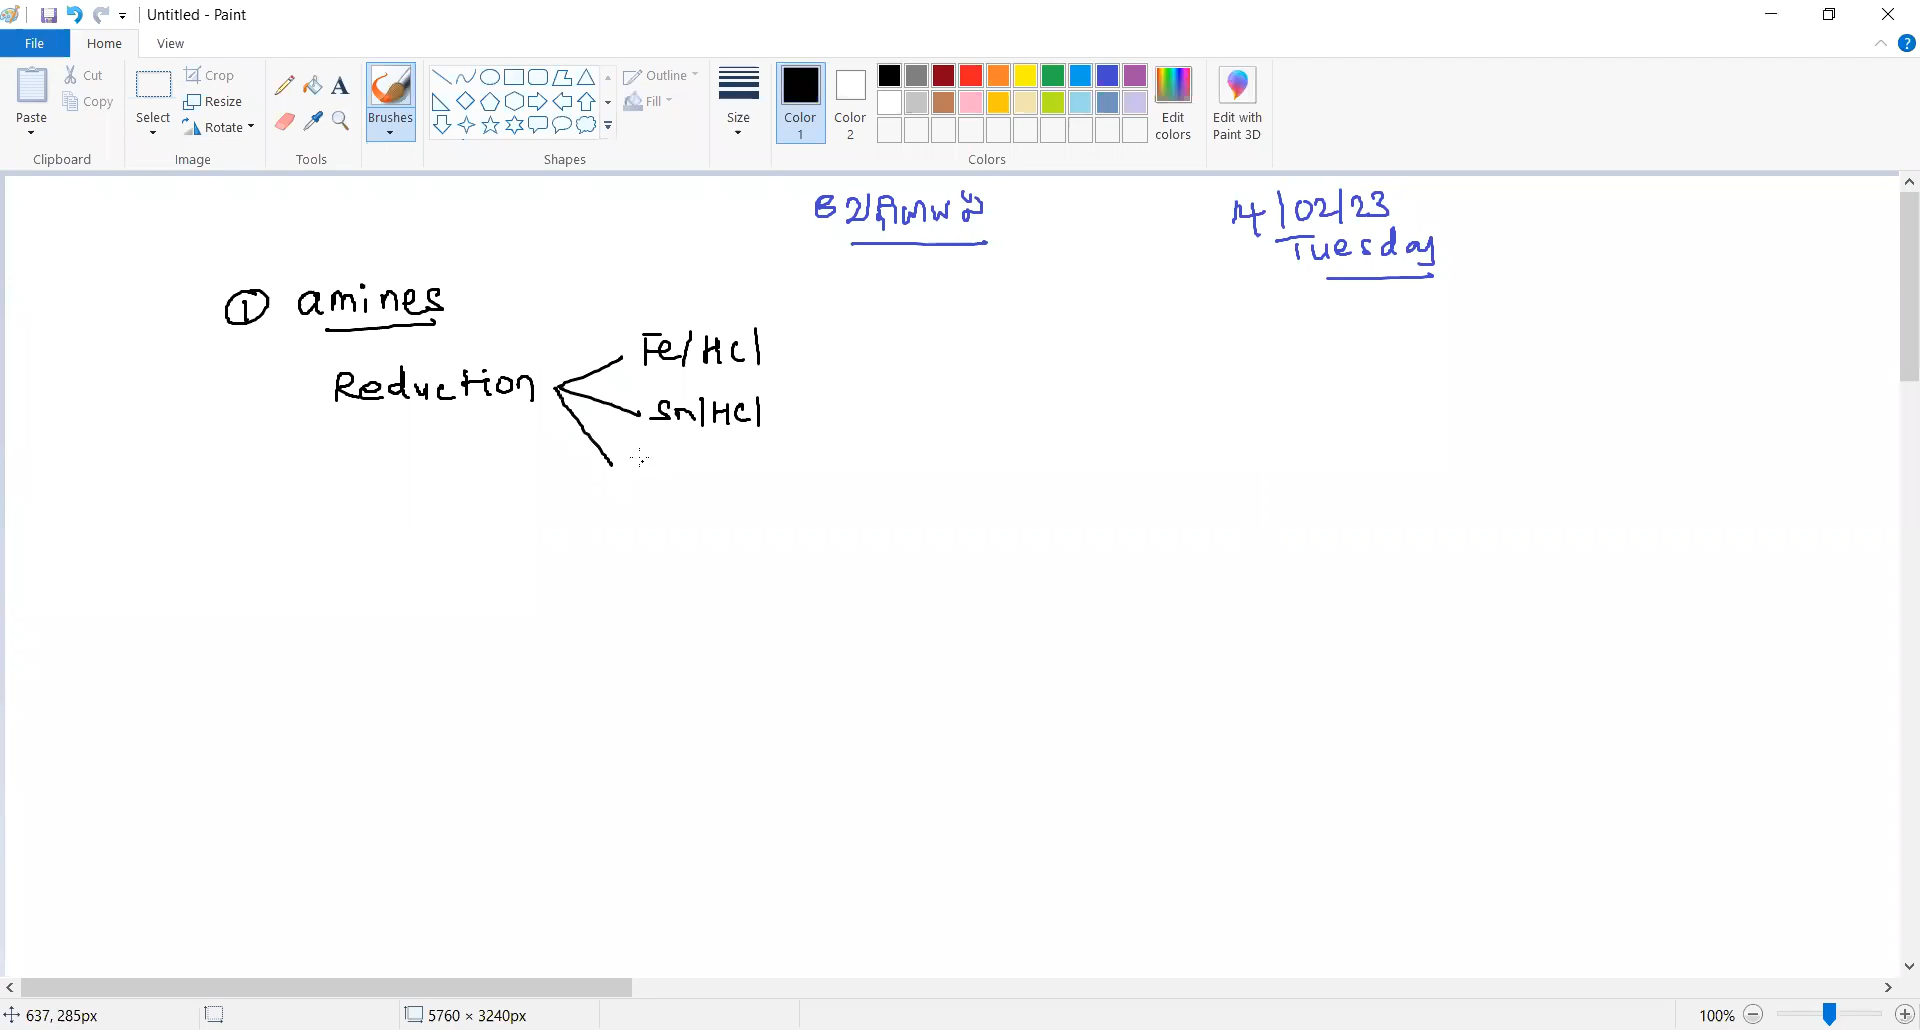 Untitled - Paint
File Home View
Paste
Cut
Copy
Clipboard
Select
Crop
Resize
Rotate
Image
A
Tools
Brushes
Outline
Fill
Shapes
Size
Color 1
Color 2
Edit colors
Colors
Edit with Paint 3D
/02/23
Tuesday
① amines
Reduction
Fe/HCl
Sn/HCl
637, 285px
5760 × 3240px
100%